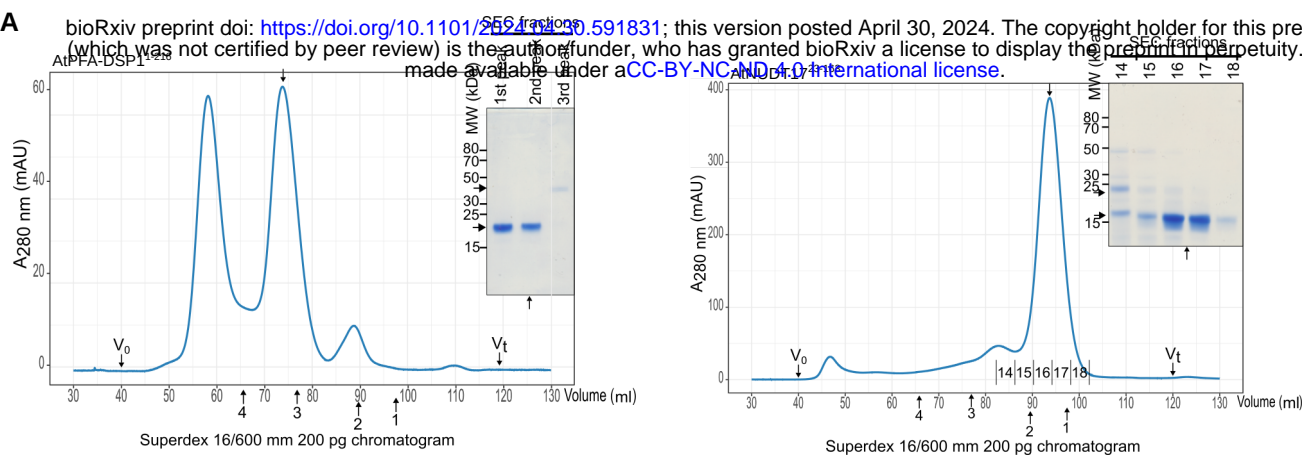 A
bioRxiv preprint doi: https://doi.org/10.1101/2024.04.30.591831; this version posted April 30, 2024. The copyright holder for this pre
(which was not certified by peer review) is the author/funder, who has granted bioRxiv a license to display the preprint in perpetuity.
made available under aCC-BY-NC-ND 4.0 International license.
AtPFA-DSP1
A280 nm (mAU)
60
40
20
0
V0
Vt
30 40 50 60 70 80 90 100 110 120 130 Volume (ml)
4 3 2 1
Superdex 16/600 mm 200 pg chromatogram
SEC fractions
MW (kDa)
1st peak
2nd peak
3rd peak
80
70
50
30
25
15
AtNUDT17
A280 nm (mAU)
400
300
200
100
0
V0
Vt
14 15 16 17 18
30 40 50 60 70 80 90 100 110 120 130 Volume (ml)
4 3 2 1
Superdex 16/600 mm 200 pg chromatogram
SEC fractions
MW (kDa)
14 15 16 17 18
80
70
50
30
25
15